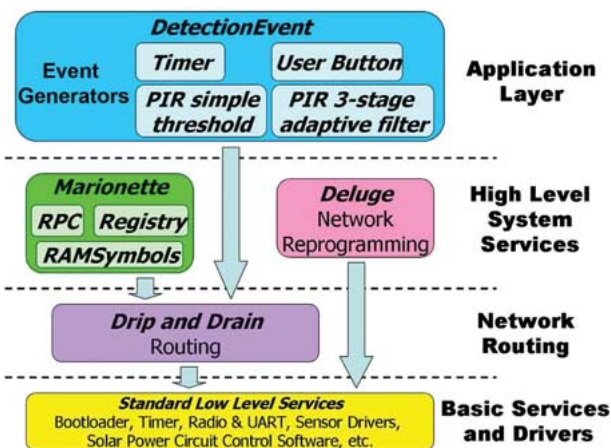 DetectionEvent
Event
Generators
Timer
User Button
PIR simple
threshold
PIR 3-stage
adaptive filter
Application
Layer
Marionette
RPC
Registry
RAMSymbols
Deluge
Network
Reprogramming
High Level
System
Services
Drip and Drain
Routing
Network
Routing
Standard Low Level Services
Bootloader, Timer, Radio & UART, Sensor Drivers,
Solar Power Circuit Control Software, etc.
Basic Services
and Drivers